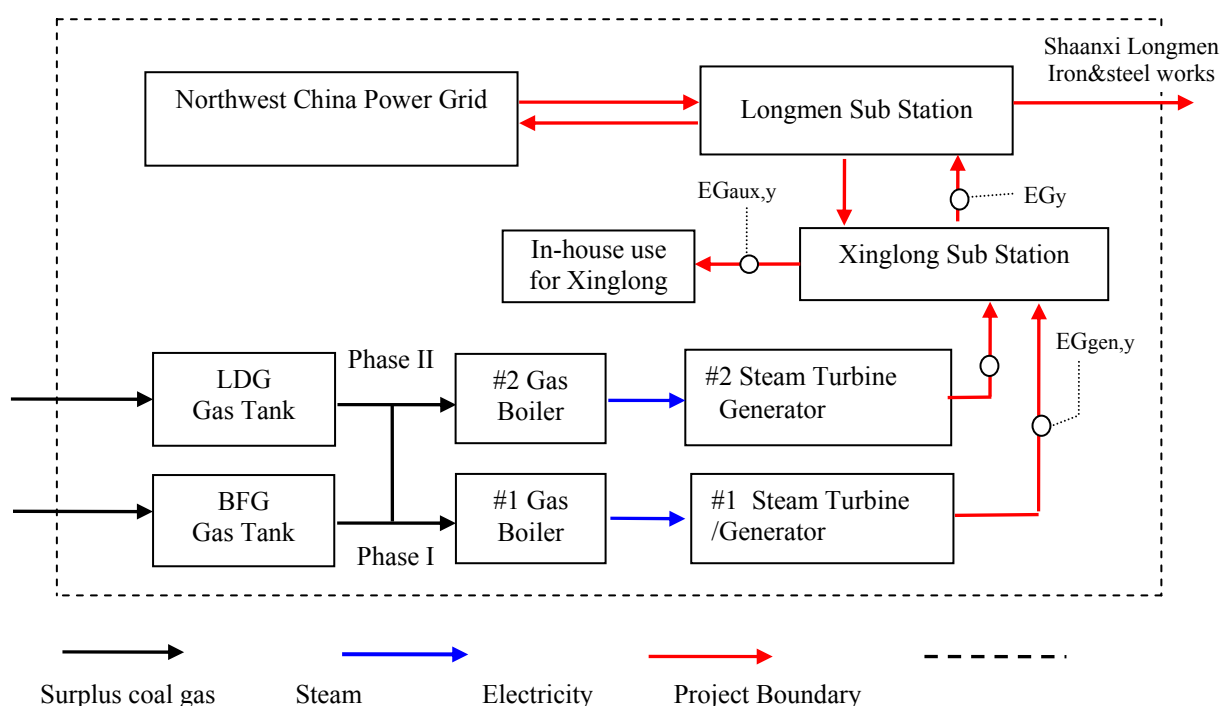 Shaanxi Longmen
Iron&steel works
Northwest China Power Grid
Longmen Sub Station
EGaux,y
EGy
In-house use
for Xinglong
Xinglong Sub Station
EGgen,y
Phase II
LDG
Gas Tank
#2 Gas
Boiler
#2 Steam Turbine
Generator
BFG
Gas Tank
#1 Gas
Boiler
#1 Steam Turbine
/Generator
Phase I
Surplus coal gas Steam Electricity Project Boundary